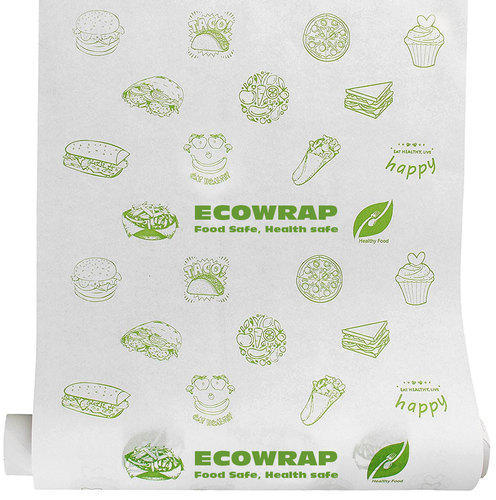 TACO!
EAT HEALTHY, LIVE
happy
EAT HEALTHY
ECOWRAP
Food Safe, Health safe
Healthy Food
TACO!
EAT HEALTHY, LIVE
happy
EAT HEALTHY
ECOWRAP
Food Safe, Health safe
Healthy Food